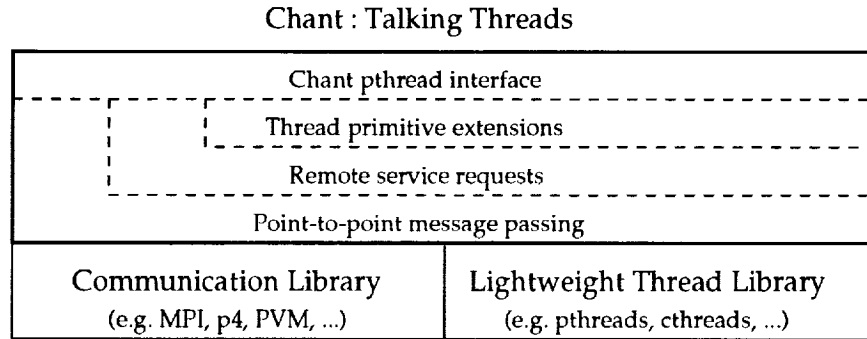 Chant : Talking Threads
Chant pthread interface
Thread primitive extensions
Remote service requests
Point-to-point message passing
Communication Library
(e.g. MPI, p4, PVM, ...)
Lightweight Thread Library
(e.g. pthreads, cthreads, ...)